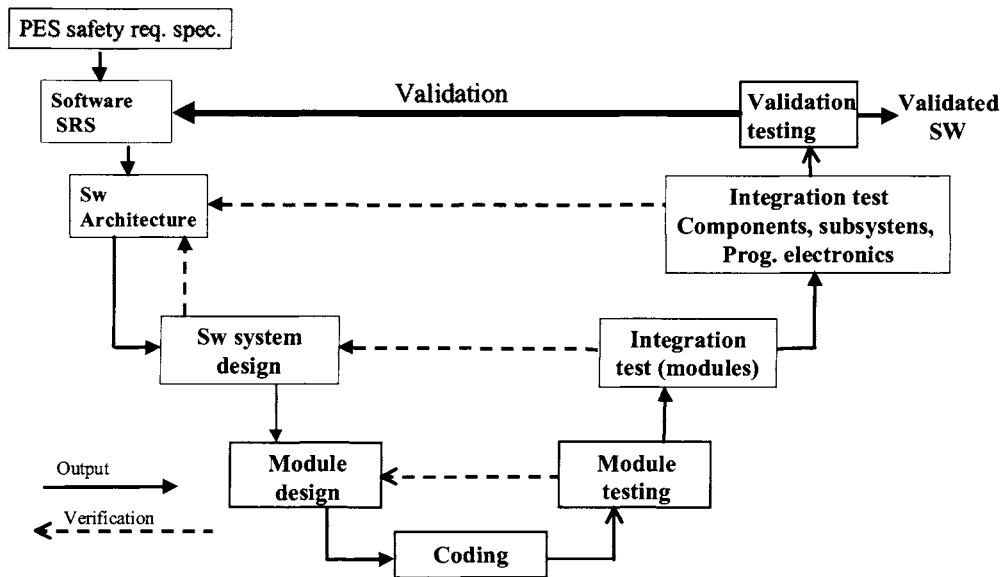 PES safety req. spec.
Software
SRS
Validation
Validation
testing
Validated
SW
Sw
Architecture
Integration test
Components, subsystens,
Prog. electronics
Sw system
design
Integration
test (modules)
Module
design
Module
testing
Output
Verification
Coding